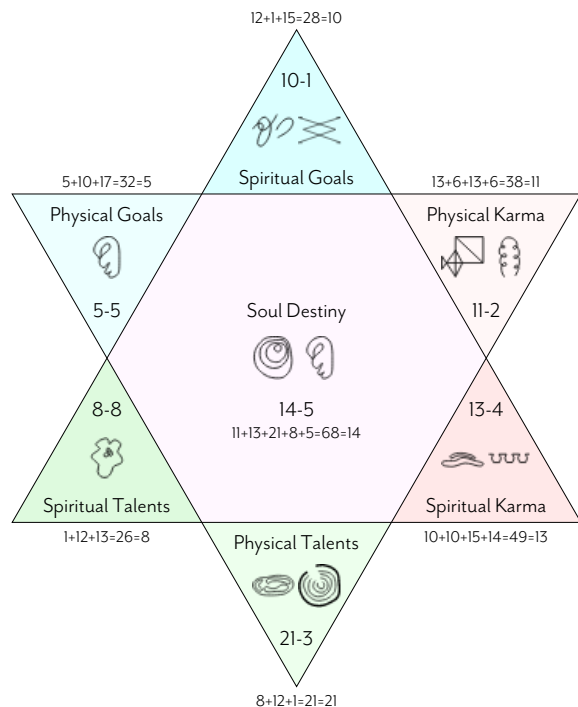 12+1+15=28=10
10-1
Spiritual Goals
5+10+17=32=5
Physical Goals
5-5
13+6+13+6=38=11
Physical Karma
11-2
Soul Destiny
14-5
11+13+21+8+5=68=14
8-8
Spiritual Talents
1+12+13=26=8
13-4
Spiritual Karma
10+10+15+14=49=13
Physical Talents
21-3
8+12+1=21=21